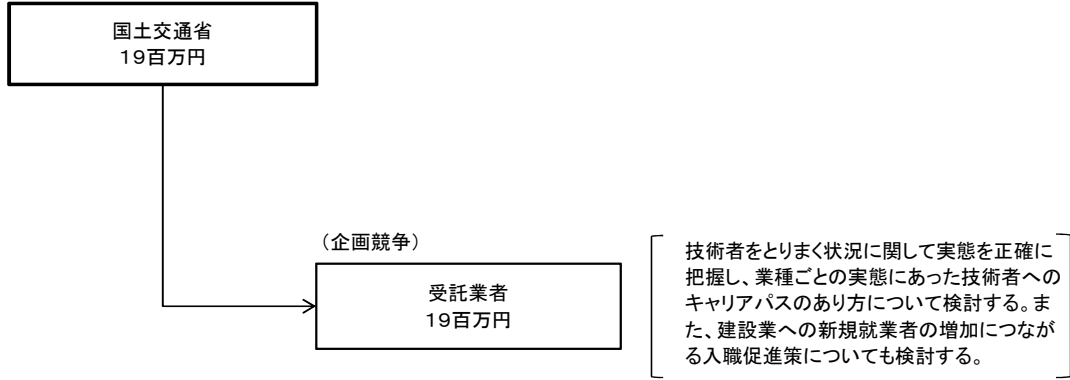 国土交通省
19百万円
（企画競争）
受託業者
19百万円
技術者をとりまく状況に関して実態を正確に
把握し、業種ごとの実態にあった技術者への
キャリアパスのあり方について検討する。ま
た、建設業への新規就業者の増加につなが
る入職促進策についても検討する。